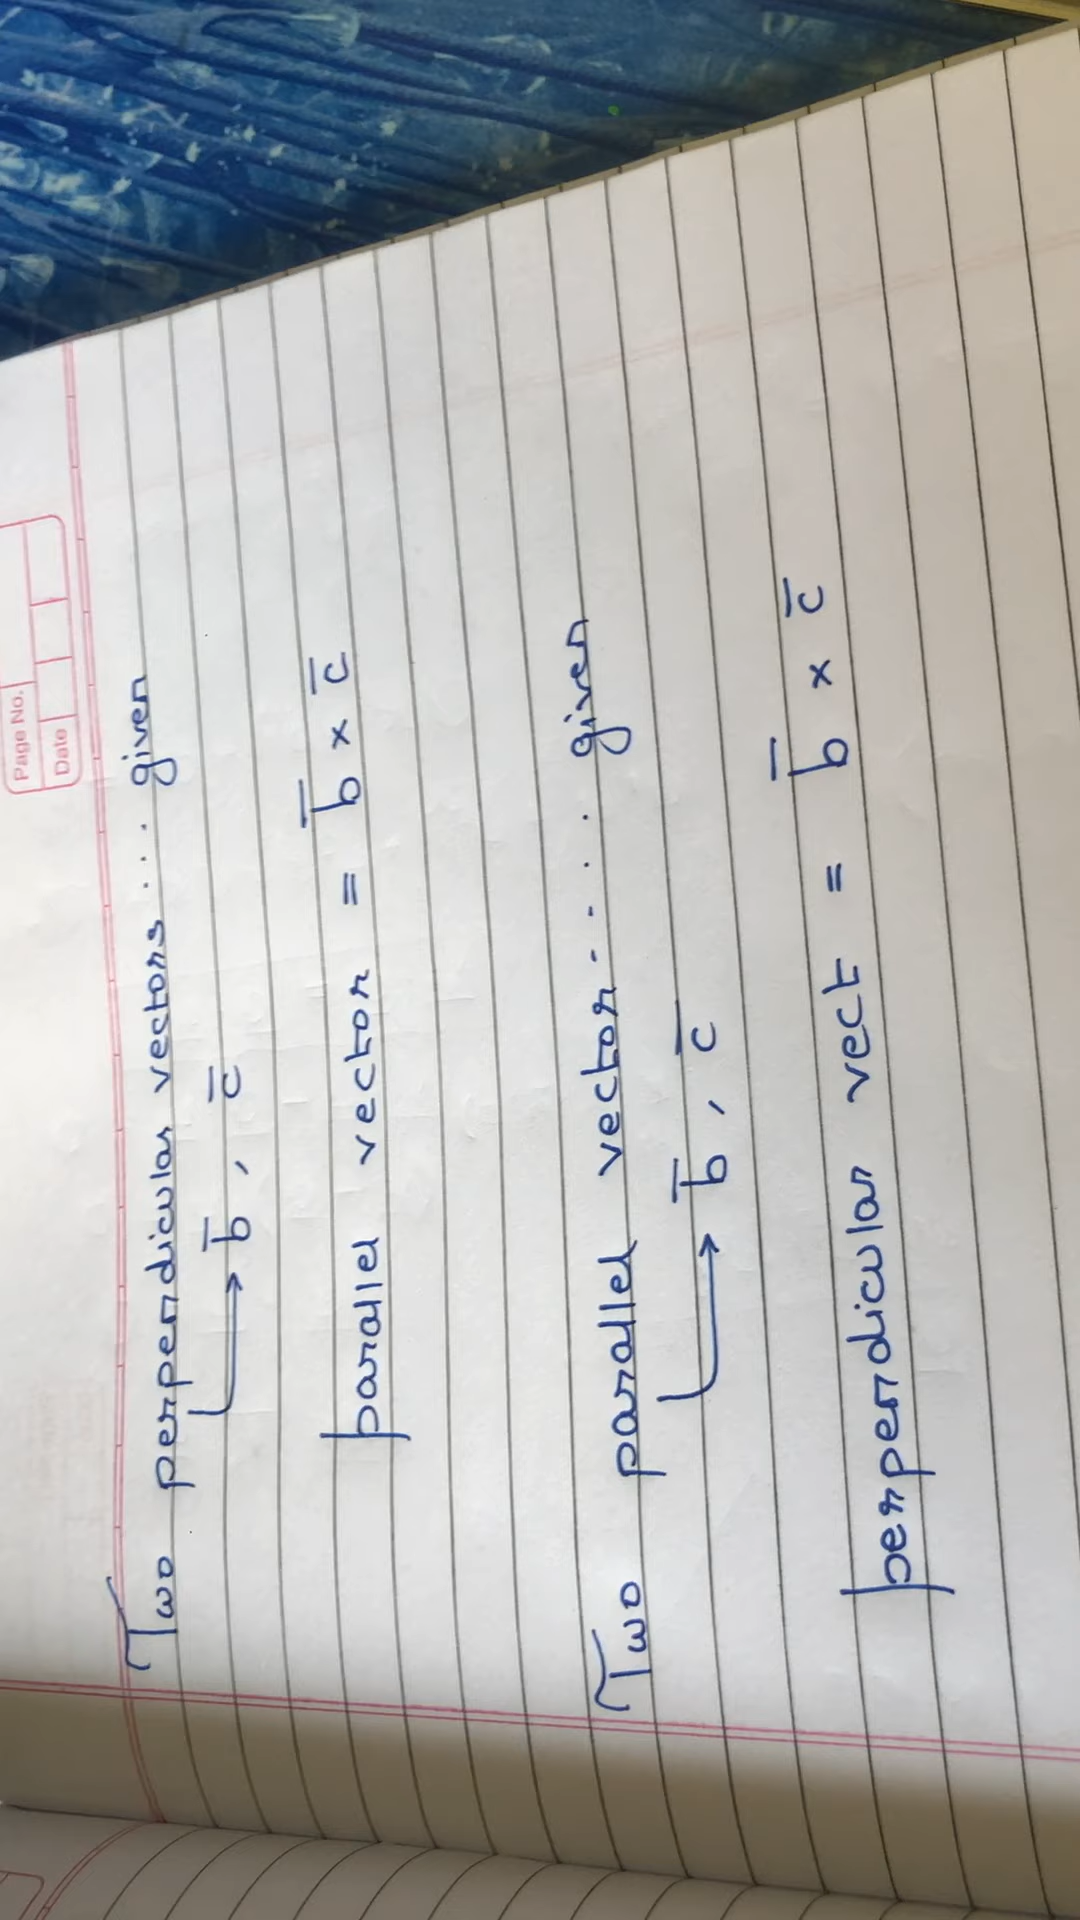 Page No.
Date
Two perpendicular vectors .... given
→ b̅, c̅
parallel vector = b̅ × c̅
Two parallel vector - - . . . given
→ b̅, c̅
perpendicular vect = b̅ × c̅